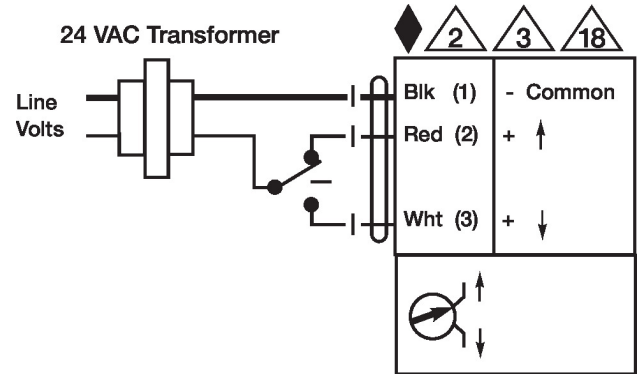 24 VAC Transformer
2 3 18
Line
Volts
Blk (1) - Common
Red (2) +
Wht (3) +